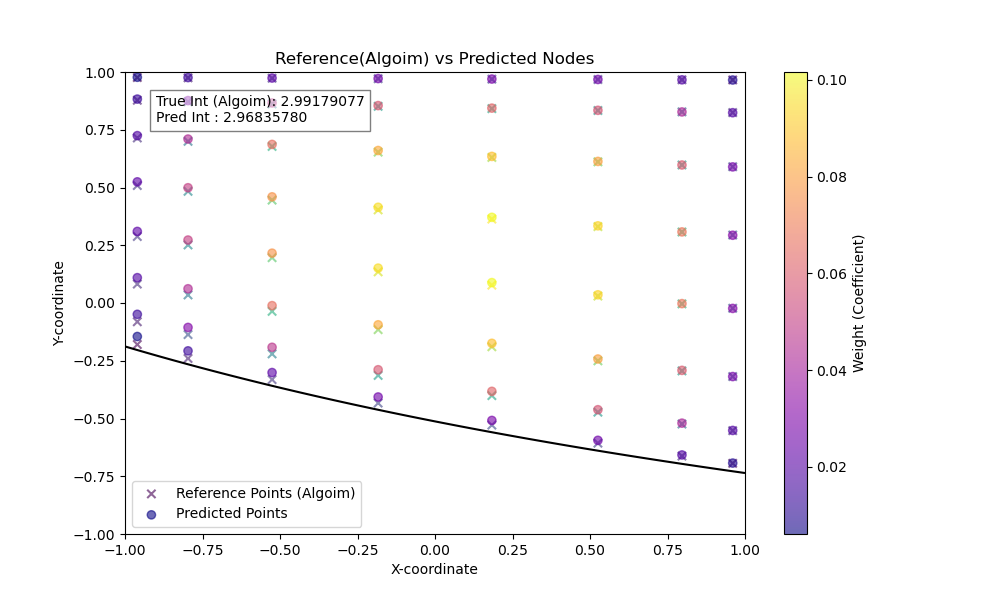 Reference(Algoim) vs Predicted Nodes
True Int (Algoim): 2.99179077
Pred Int : 2.96835780
Y-coordinate
1.00
0.75
0.50
0.25
0.00
−0.25
−0.50
−0.75
−1.00
Reference Points (Algoim)
Predicted Points
−1.00 −0.75 −0.50 −0.25 0.00 0.25 0.50 0.75 1.00
X-coordinate
0.10
0.08
0.06
0.04
0.02
Weight (Coefficient)